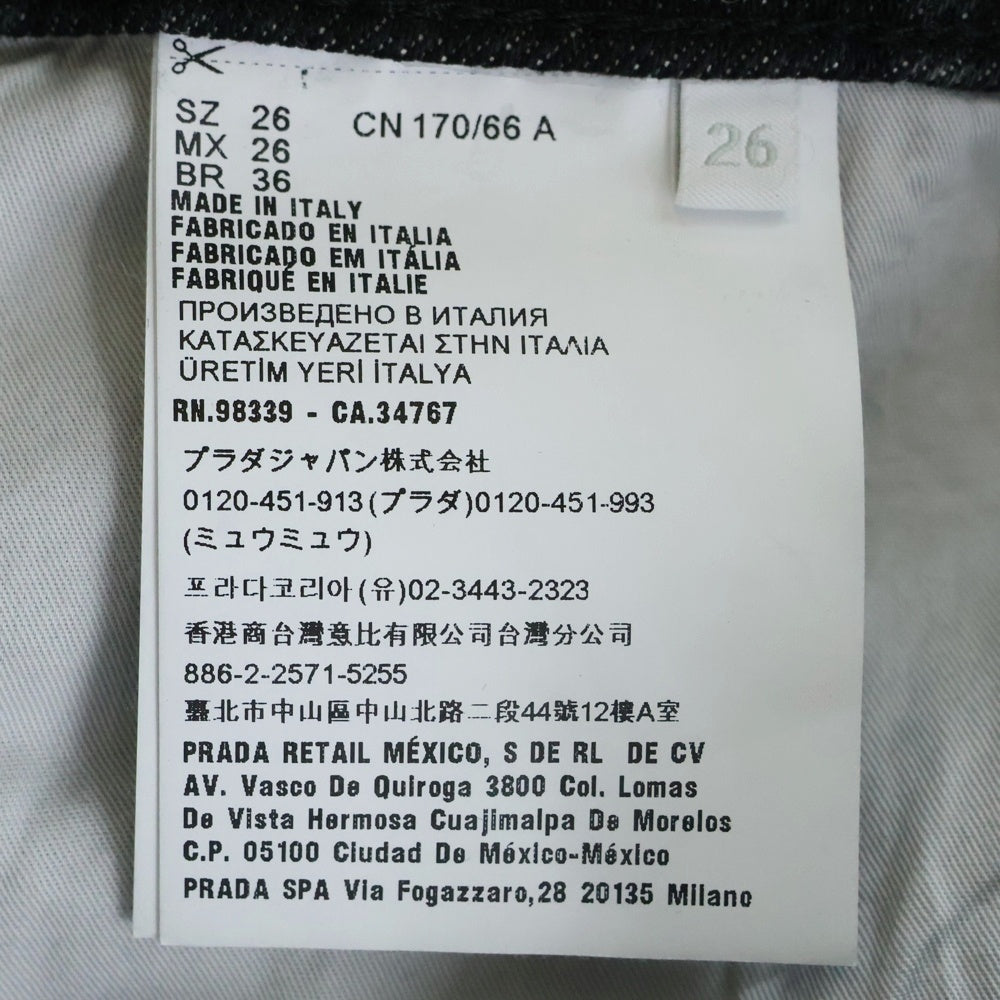 SZ 26 CN 170/66 A
MX 26
BR 36
26
MADE IN ITALY
FABRICADO EN ITALIA
FABRICADO EM ITÁLIA
FABRIQUÉ EN ITALIE
ПРОИЗВЕДЕНО В ИТАЛИЯ
ΚΑΤΑΣΚΕΥΑΖΕΤΑΙ ΣΤΗΝ ΙΤΑΛΙΑ
ÜRETİM YERİ İTALYA
RN.98339 - CA.34767
プラダジャパン株式会社
0120-451-913(プラダ)0120-451-993
(ミュウミュウ)
프라다코리아(유)02-3443-2323
香港商台灣意比有限公司台灣分公司
886-2-2571-5255
臺北市中山區中山北路二段44號12樓A室
PRADA RETAIL MÉXICO, S DE RL DE CV
AV. Vasco De Quiroga 3800 Col. Lomas
De Vista Hermosa Cuajimalpa De Morelos
C.P. 05100 Ciudad De México-México
PRADA SPA Via Fogazzaro,28 20135 Milano